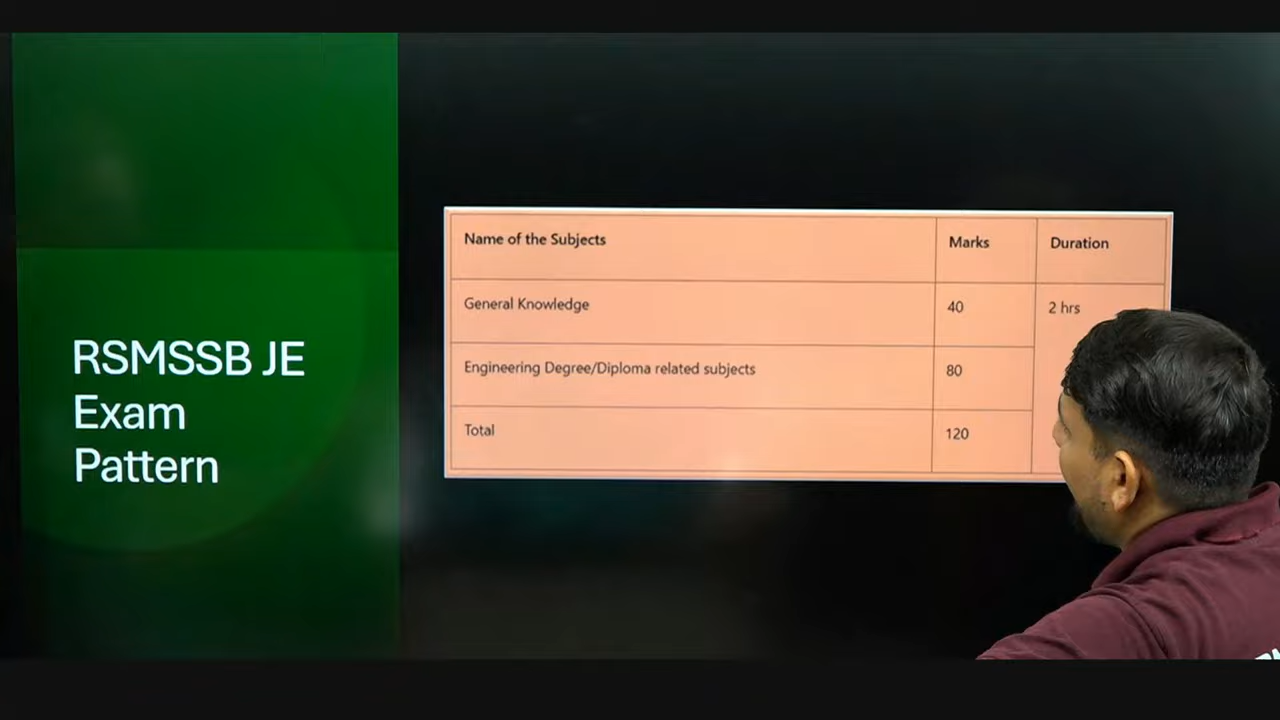 RSMSSB JE
Exam
Pattern
Name of the Subjects Marks Duration
General Knowledge 40 2 hrs
Engineering Degree/Diploma related subjects 80
Total 120